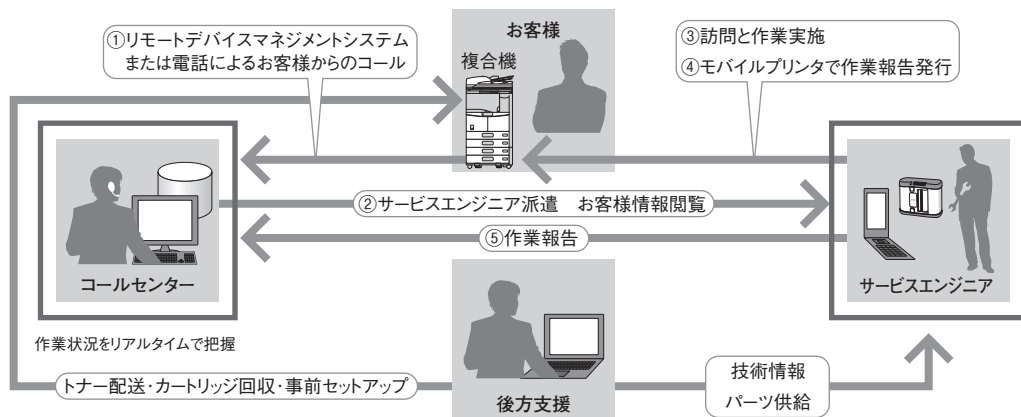 ①リモートデバイスマネジメントシステム
または電話によるお客様からのコール
お客様
複合機
③訪問と作業実施
④モバイルプリンタで作業報告発行
②サービスエンジニア派遣　お客様情報閲覧
⑤作業報告
コールセンター
サービスエンジニア
作業状況をリアルタイムで把握
トナー配送・カートリッジ回収・事前セットアップ
後方支援
技術情報
パーツ供給